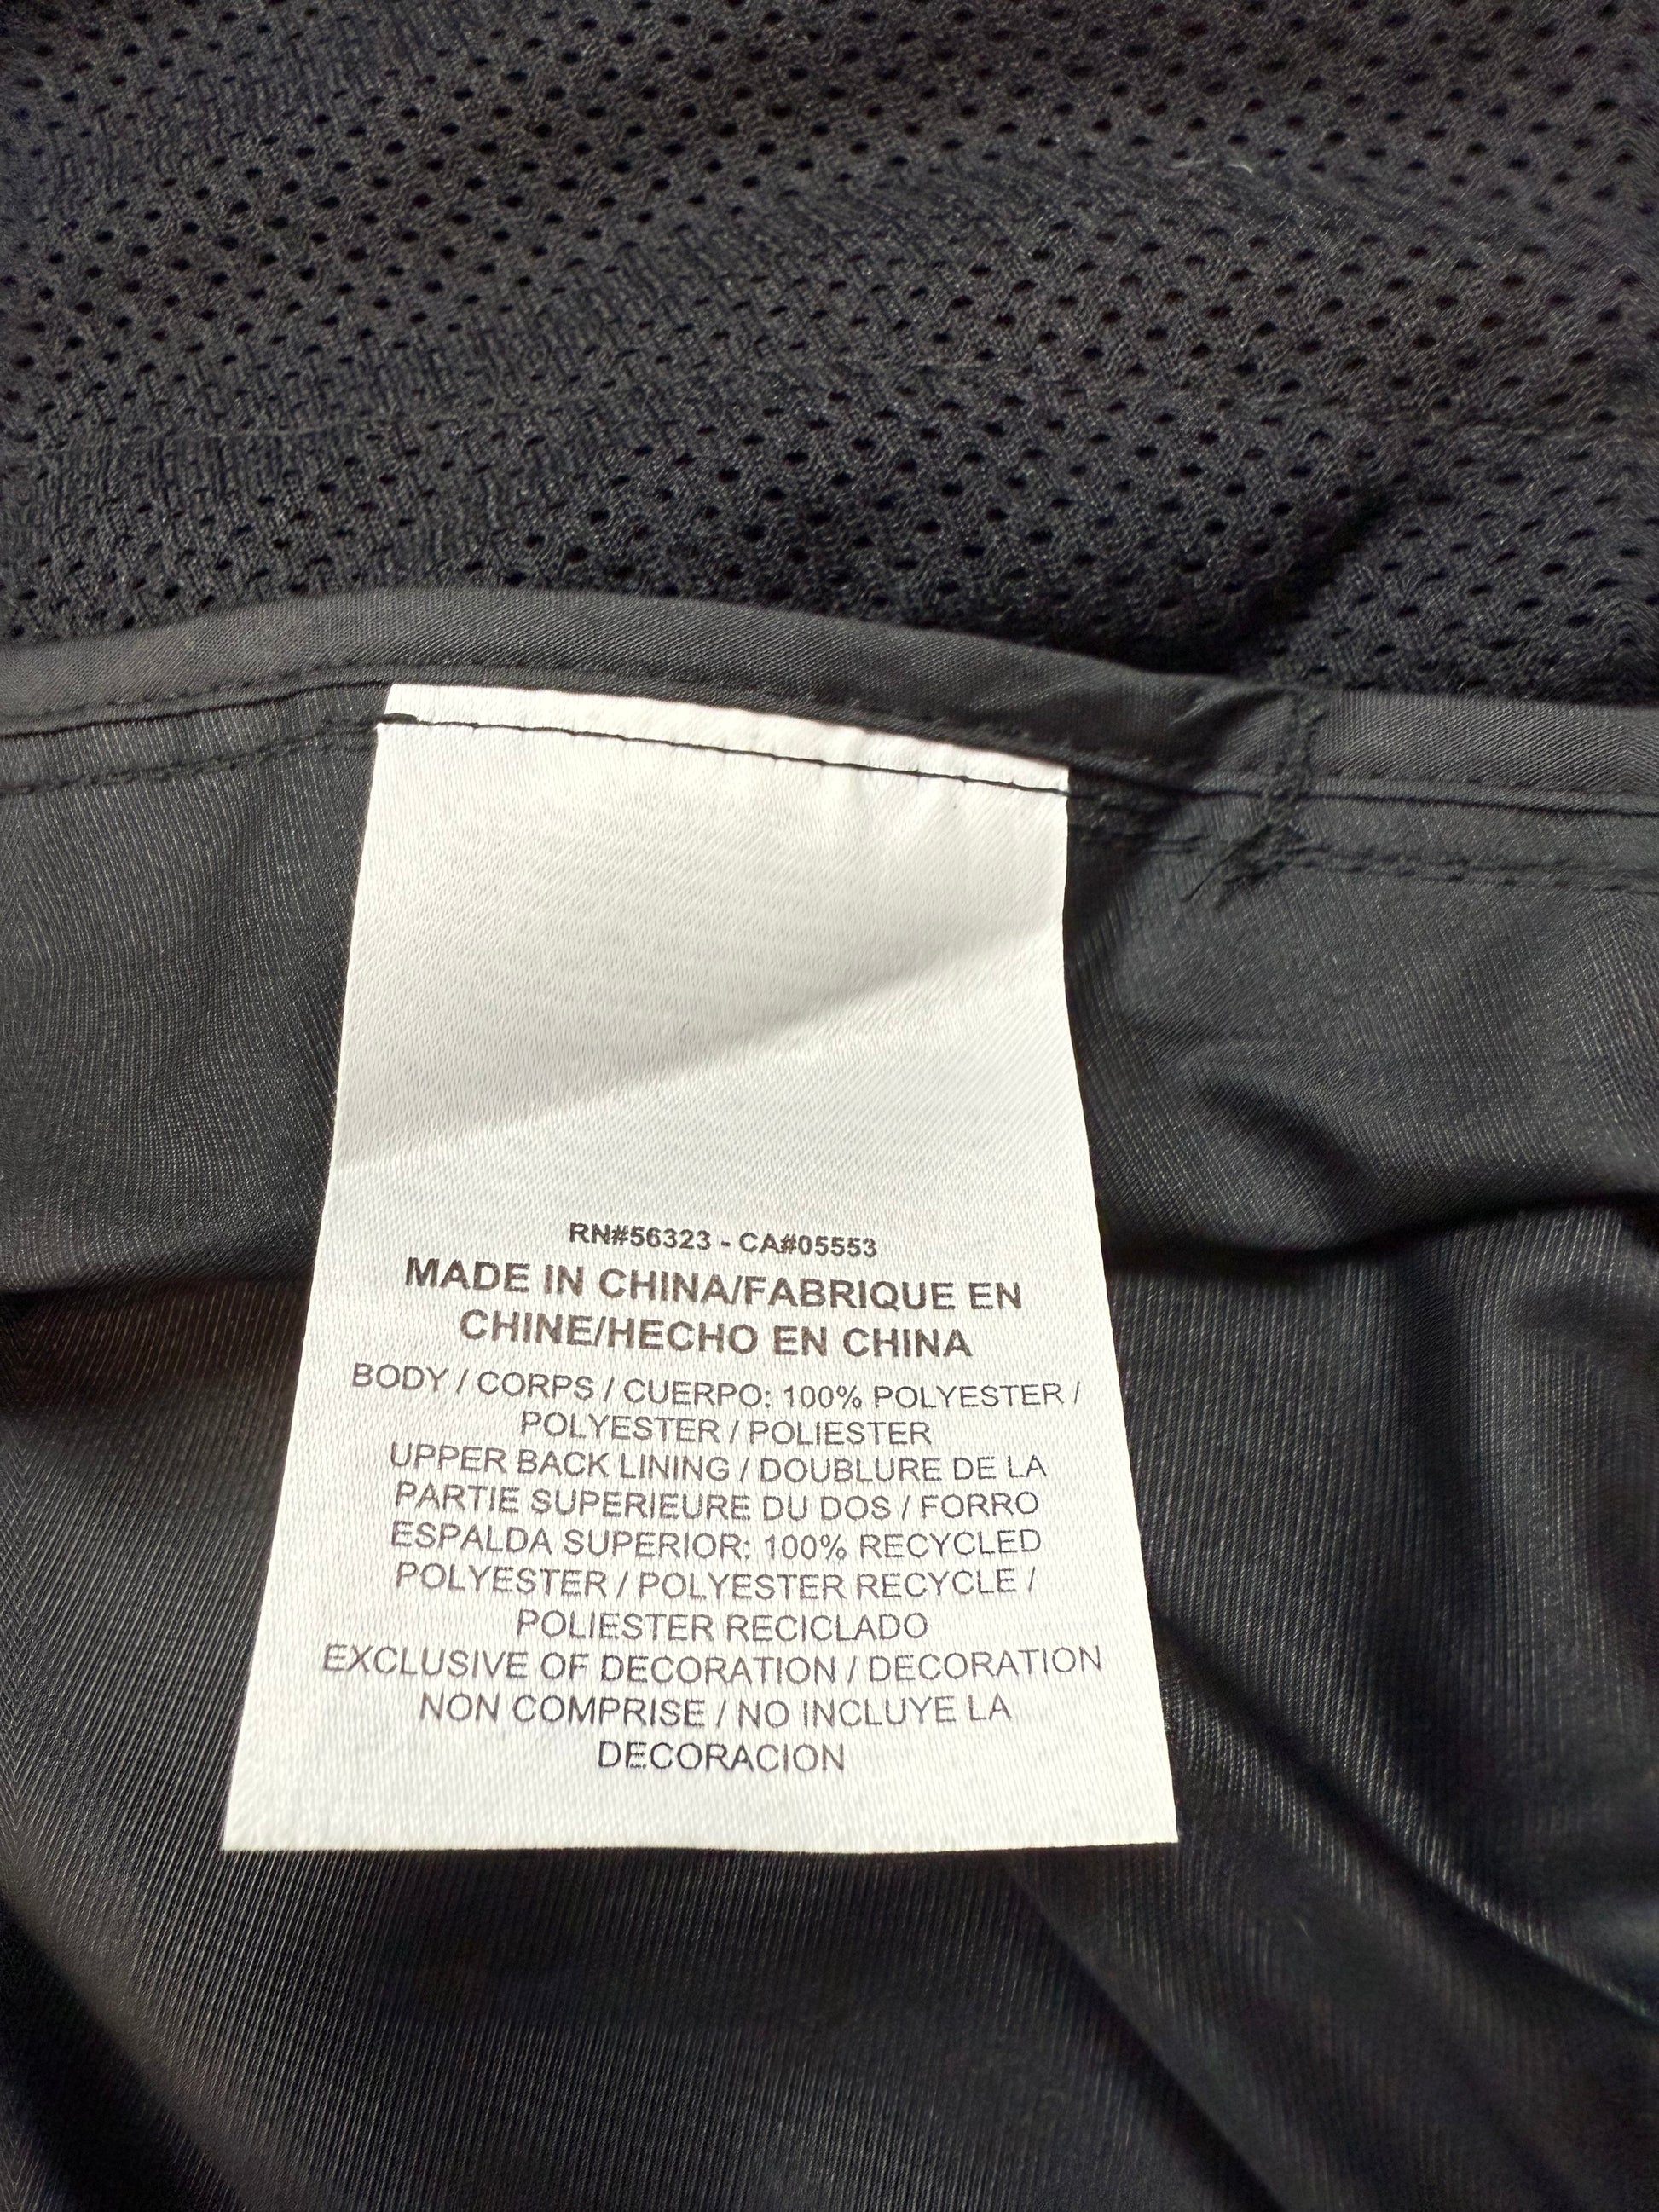 RN#56323 - CA#05553
MADE IN CHINA/FABRIQUE EN
CHINE/HECHO EN CHINA
BODY / CORPS / CUERPO: 100% POLYESTER /
POLYESTER / POLIESTER
UPPER BACK LINING / DOUBLURE DE LA
PARTIE SUPERIEURE DU DOS / FORRO
ESPALDA SUPERIOR: 100% RECYCLED
POLYESTER / POLYESTER RECYCLE /
POLIESTER RECICLADO
EXCLUSIVE OF DECORATION / DECORATION
NON COMPRISE / NO INCLUYE LA
DECORACION